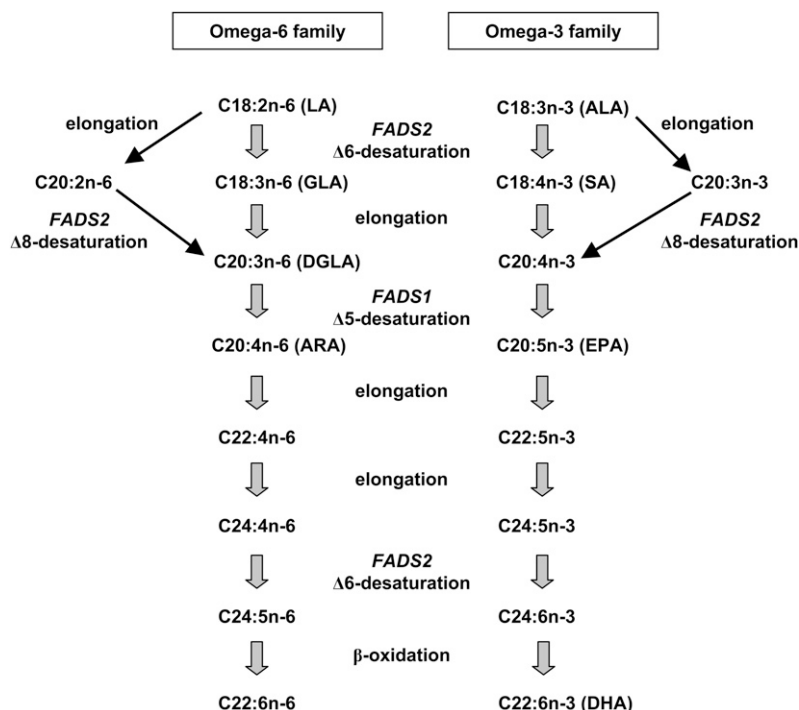 Omega-6 family
Omega-3 family
C18:2n-6 (LA)
C18:3n-3 (ALA)
elongation
FADS2
Δ6-desaturation
elongation
C20:2n-6
C18:3n-6 (GLA)
C18:4n-3 (SA)
C20:3n-3
FADS2
Δ8-desaturation
elongation
FADS2
Δ8-desaturation
C20:3n-6 (DGLA)
C20:4n-3
FADS1
Δ5-desaturation
C20:4n-6 (ARA)
C20:5n-3 (EPA)
elongation
C22:4n-6
C22:5n-3
elongation
C24:4n-6
C24:5n-3
FADS2
Δ6-desaturation
C24:5n-6
C24:6n-3
β-oxidation
C22:6n-6
C22:6n-3 (DHA)